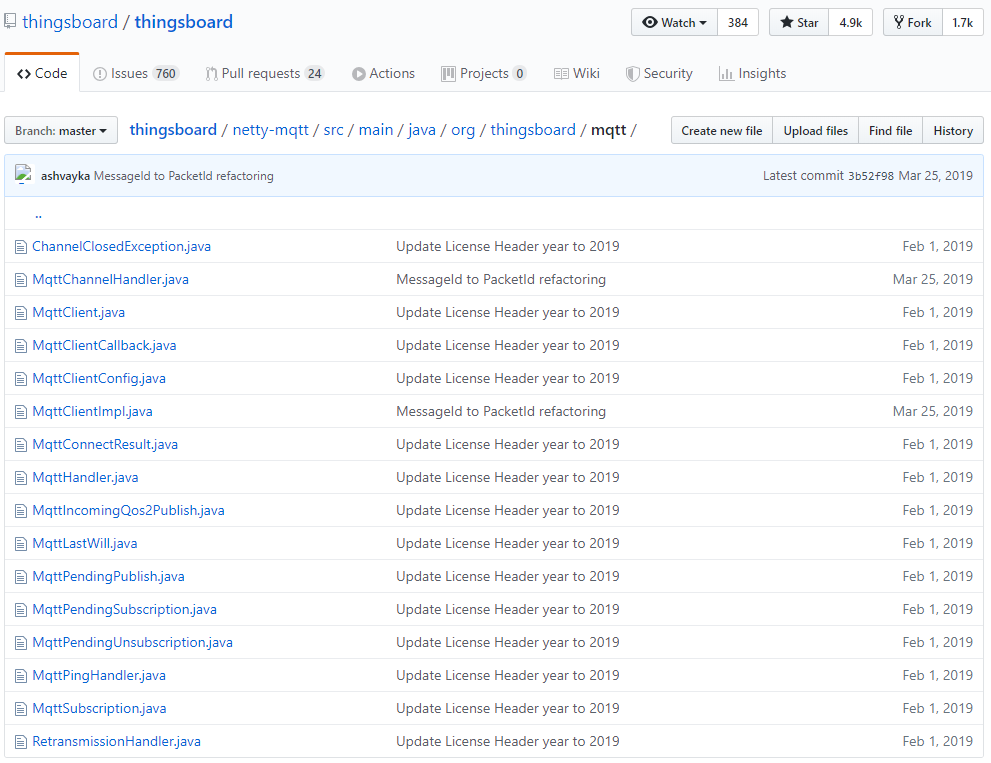 thingsboard / thingsboard Watch 384 Star 4.9k Fork 1.7k
Code Issues 760 Pull requests 24 Actions Projects 0 Wiki Security Insights
Branch: master thingsboard / netty-mqtt / src / main / java / org / thingsboard / mqtt / Create new file Upload files Find file History
ashvayka MessageId to PacketId refactoring Latest commit 3b52f98 Mar 25, 2019
..
ChannelClosedException.java Update License Header year to 2019 Feb 1, 2019
MqttChannelHandler.java MessageId to PacketId refactoring Mar 25, 2019
MqttClient.java Update License Header year to 2019 Feb 1, 2019
MqttClientCallback.java Update License Header year to 2019 Feb 1, 2019
MqttClientConfig.java Update License Header year to 2019 Feb 1, 2019
MqttClientImpl.java MessageId to PacketId refactoring Mar 25, 2019
MqttConnectResult.java Update License Header year to 2019 Feb 1, 2019
MqttHandler.java Update License Header year to 2019 Feb 1, 2019
MqttIncomingQos2Publish.java Update License Header year to 2019 Feb 1, 2019
MqttLastWill.java Update License Header year to 2019 Feb 1, 2019
MqttPendingPublish.java Update License Header year to 2019 Feb 1, 2019
MqttPendingSubscription.java Update License Header year to 2019 Feb 1, 2019
MqttPendingUnsubscription.java Update License Header year to 2019 Feb 1, 2019
MqttPingHandler.java Update License Header year to 2019 Feb 1, 2019
MqttSubscription.java Update License Header year to 2019 Feb 1, 2019
RetransmissionHandler.java Update License Header year to 2019 Feb 1, 2019